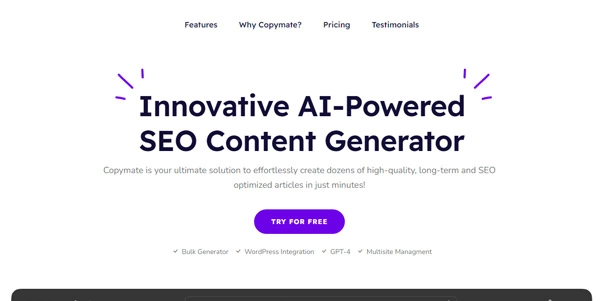 Features Why Copymate? Pricing Testimonials
Innovative AI-Powered
SEO Content Generator
Copymate is your ultimate solution to effortlessly create dozens of high-quality, long-term and SEO
optimized articles in just minutes!
TRY FOR FREE
Bulk Generator WordPress Integration GPT-4 Multisite Managment